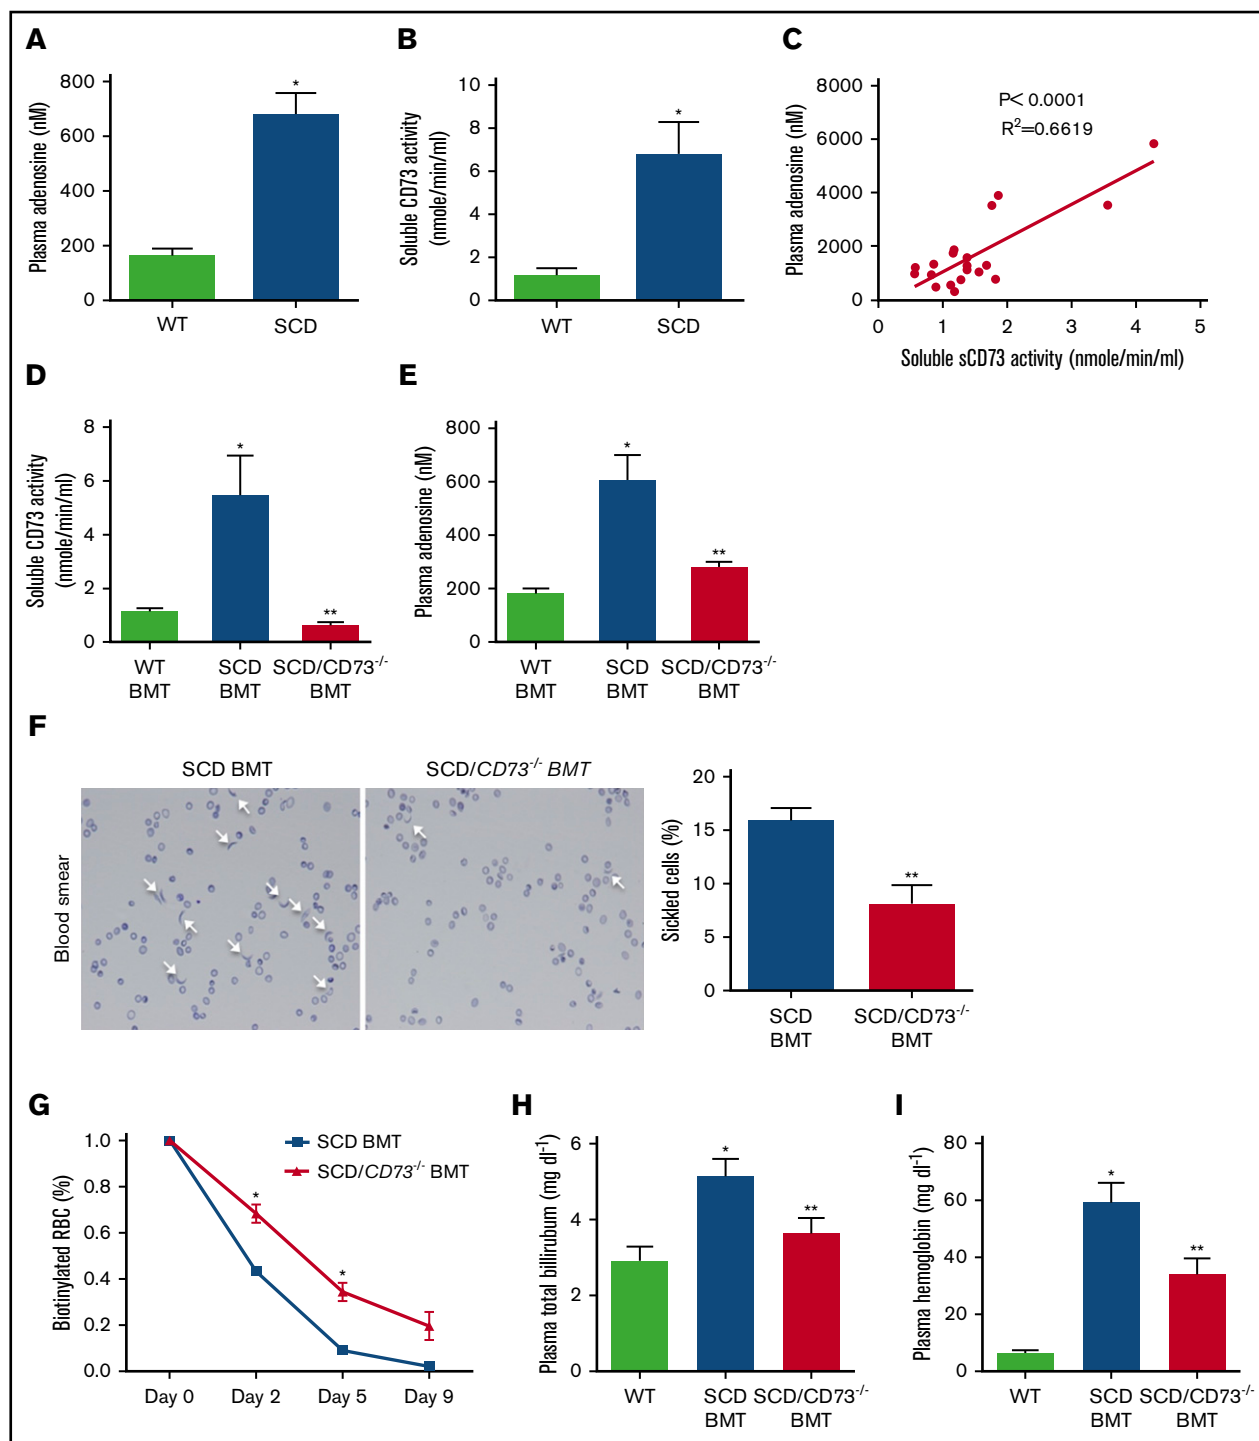 A
Plasma adenosine (nM)
800
600
400
200
0
*
WT
SCD
B
Soluble CD73 activity
(nmole/min/ml)
10
8
6
4
2
0
*
WT
SCD
C
Plasma adenosine (nM)
8000
6000
4000
2000
0
P< 0.0001
R²=0.6619
0
1
2
3
4
5
Soluble sCD73 activity (nmole/min/ml)
D
Soluble CD73 activity
(nmole/min/ml)
8
6
4
2
0
*
**
WT
BMT
SCD
BMT
SCD/CD73⁻/⁻
BMT
E
Plasma adenosine (nM)
800
600
400
200
0
*
**
WT
BMT
SCD
BMT
SCD/CD73⁻/⁻
BMT
F
SCD BMT
SCD/CD73⁻/⁻ BMT
Blood smear
Sickled cells (%)
20
15
10
5
0
**
SCD
BMT
SCD/CD73⁻/⁻
BMT
G
Biotinylated RBC (%)
1.0
0.8
0.6
0.4
0.2
0.0
SCD BMT
SCD/CD73⁻/⁻ BMT
*
*
Day 0
Day 2
Day 5
Day 9
H
Plasma total billirubum (mg dl⁻¹)
6
4
2
0
*
**
WT
SCD
BMT
SCD/CD73⁻/⁻
BMT
I
Plasma hemoglobin (mg dl⁻¹)
80
60
40
20
0
*
**
WT
SCD
BMT
SCD/CD73⁻/⁻
BMT